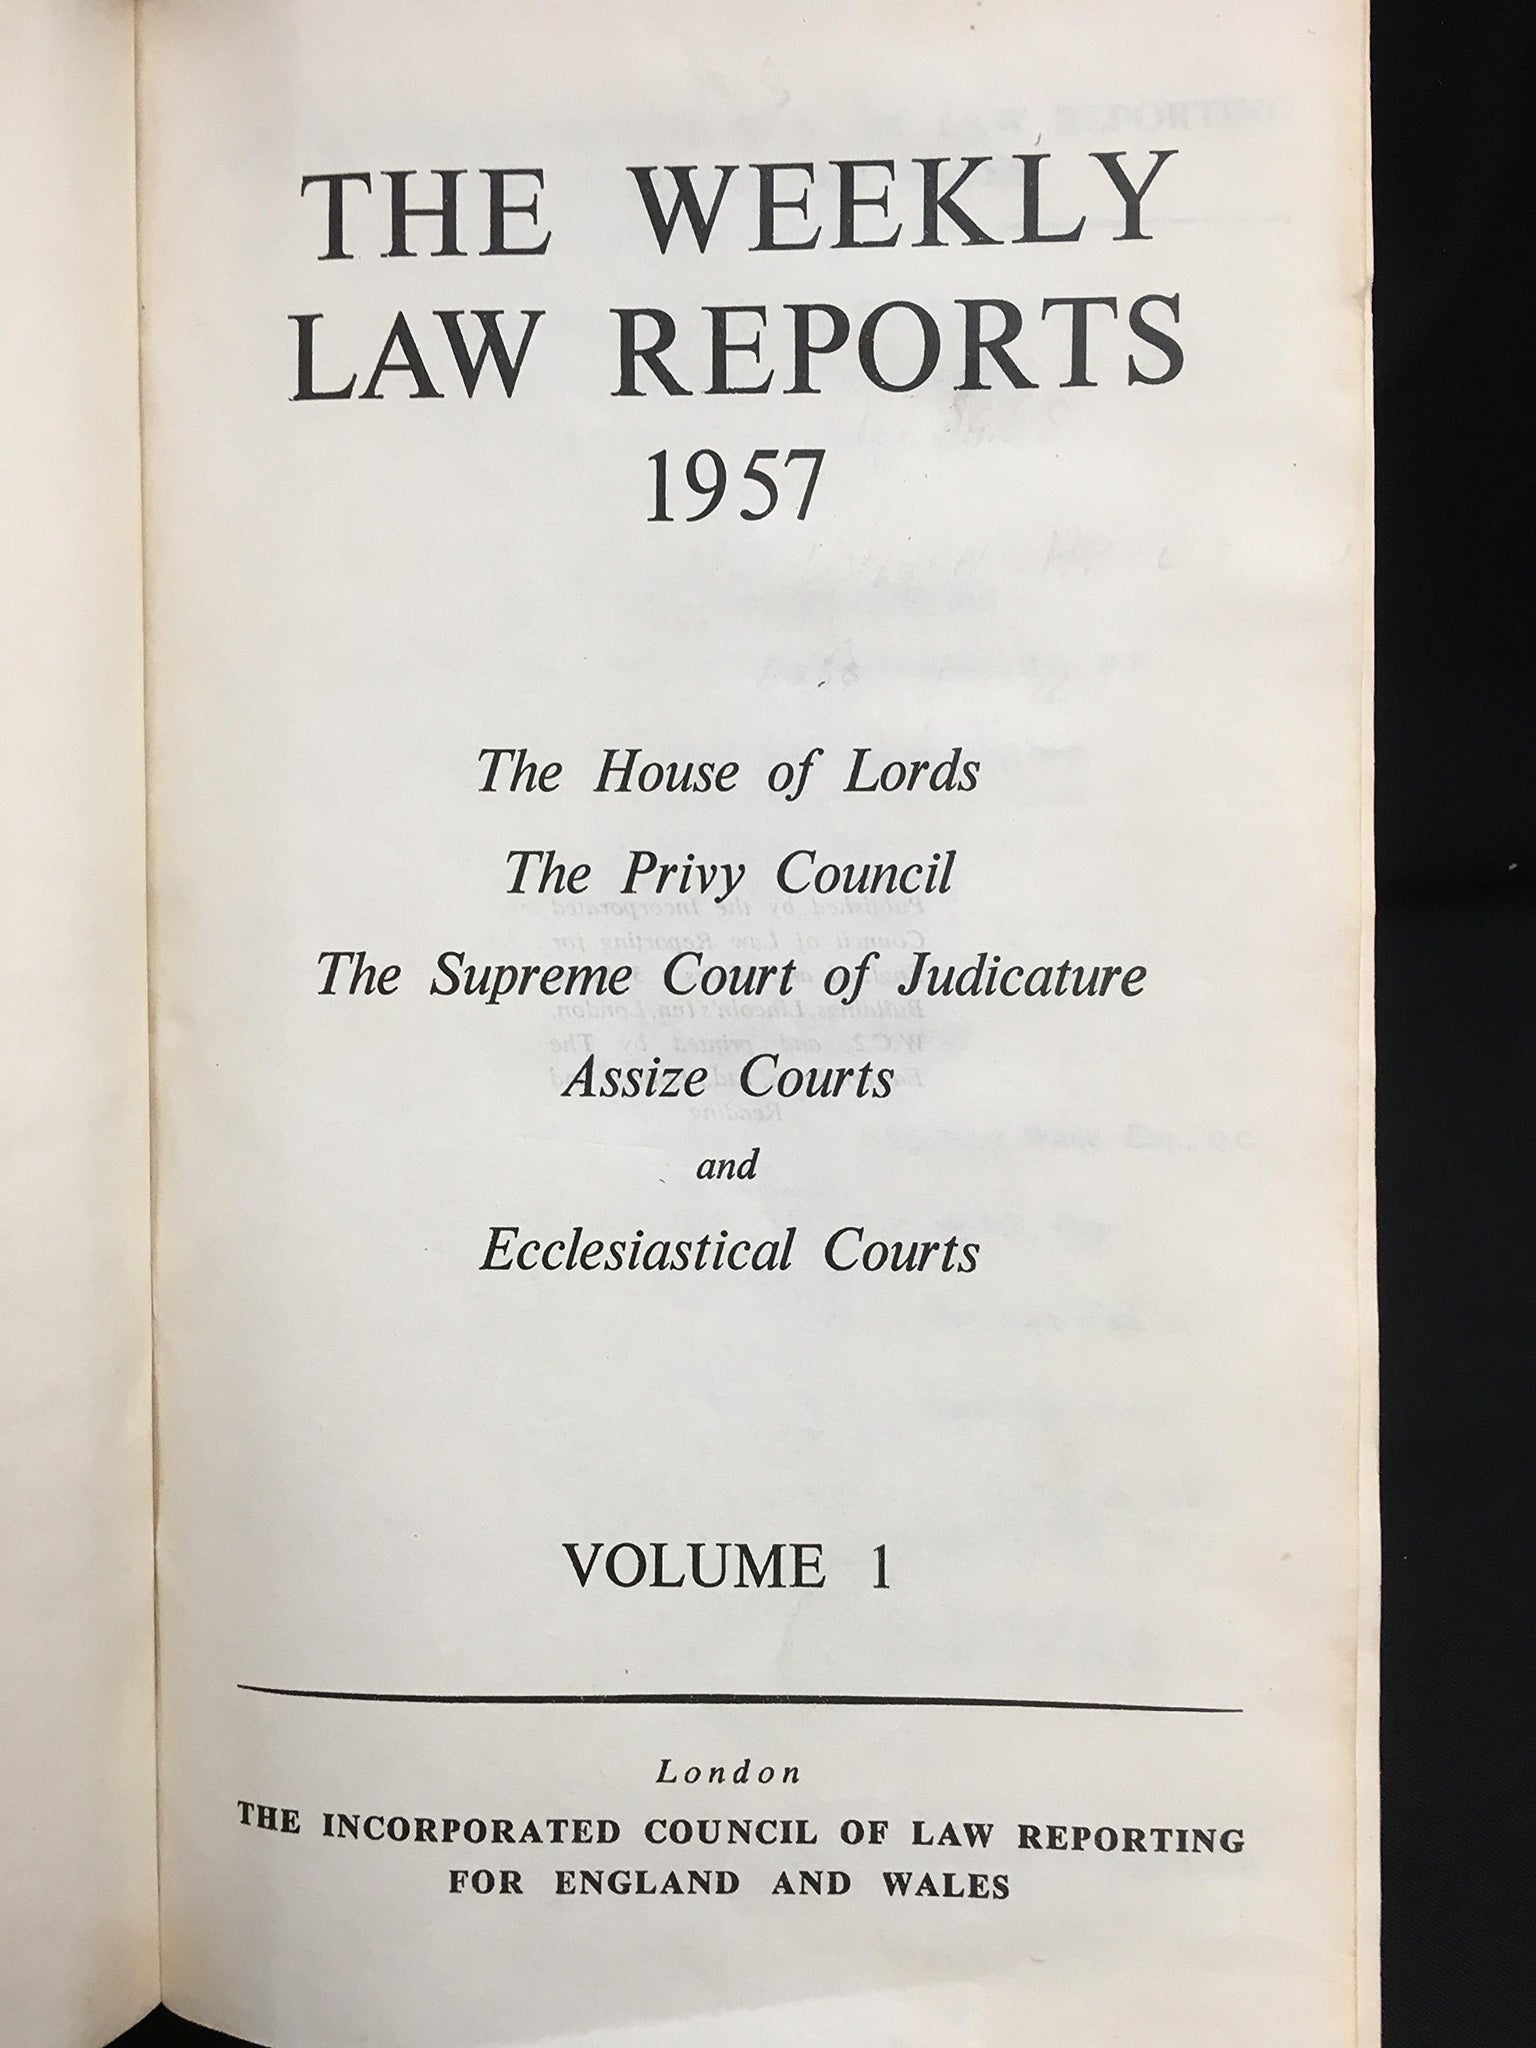 THE WEEKLY
LAW REPORTS
1957
The House of Lords
The Privy Council
The Supreme Court of Judicature
Assize Courts
and
Ecclesiastical Courts
VOLUME 1
London
THE INCORPORATED COUNCIL OF LAW REPORTING
FOR ENGLAND AND WALES